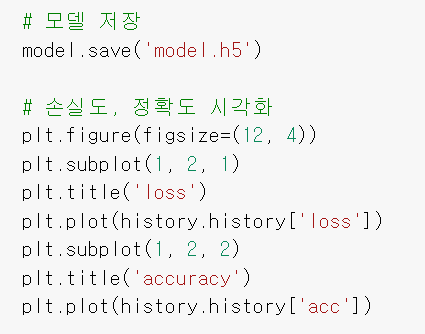 # 모델 저장
model.save('model.h5')
# 손실도, 정확도 시각화
plt.figure(figsize=(12, 4))
plt.subplot(1, 2, 1)
plt.title('loss')
plt.plot(history.history['loss'])
plt.subplot(1, 2, 2)
plt.title('accuracy')
plt.plot(history.history['acc'])